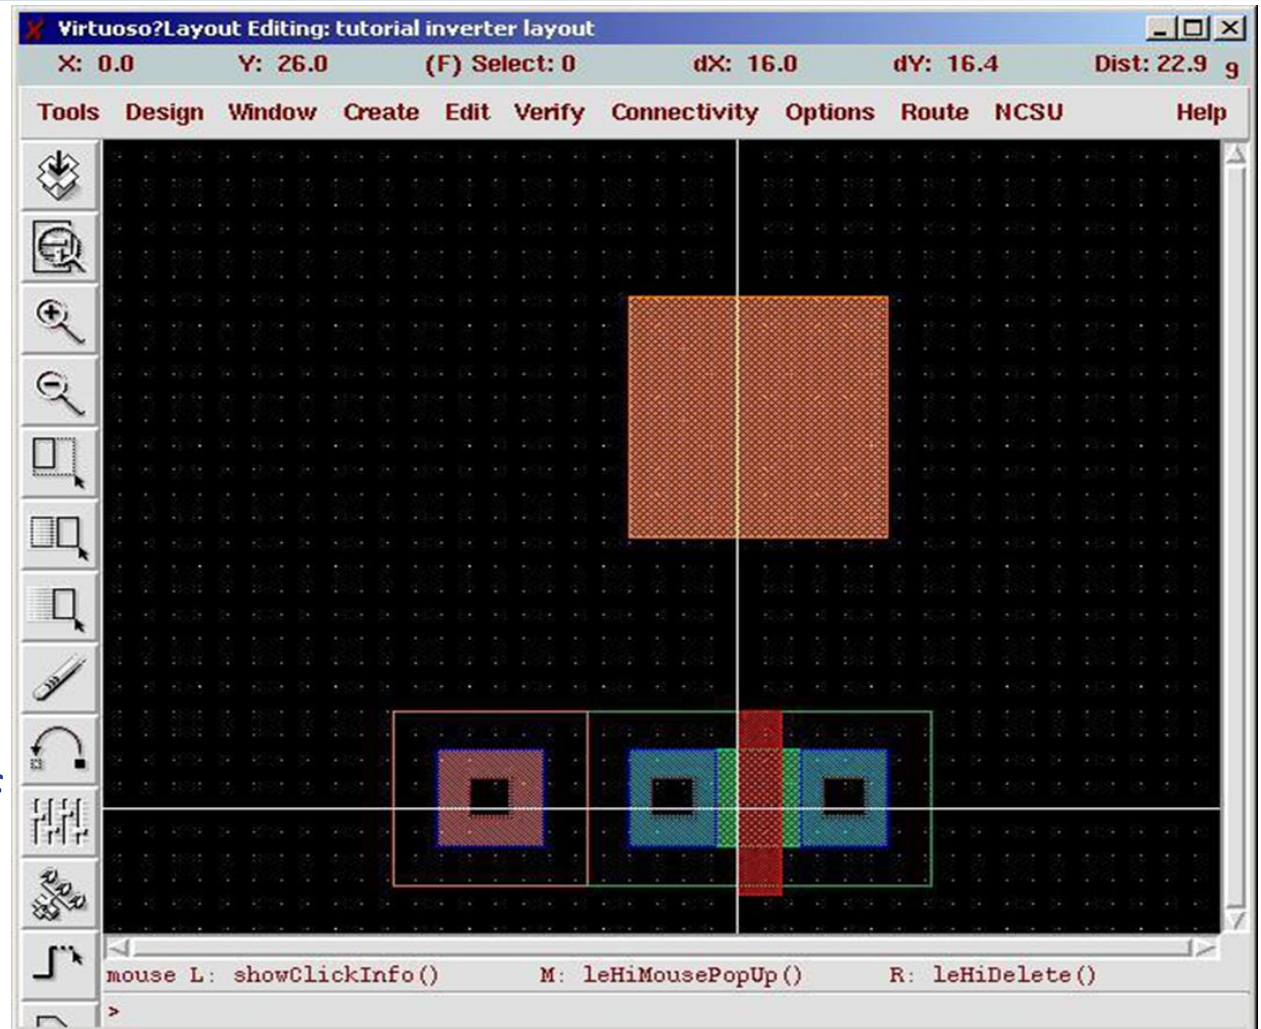 Virtuoso?Layout Editing: tutorial inverter layout
X: 0.0 Y: 26.0 (F) Select: 0 dX: 16.0 dY: 16.4 Dist: 22.9 9
Tools Design Window Create Edit Verify Connectivity Options Route NCSU Help
mouse L: showClickInfo() M: leHiMousePopUp() R: leHiDelete()
>